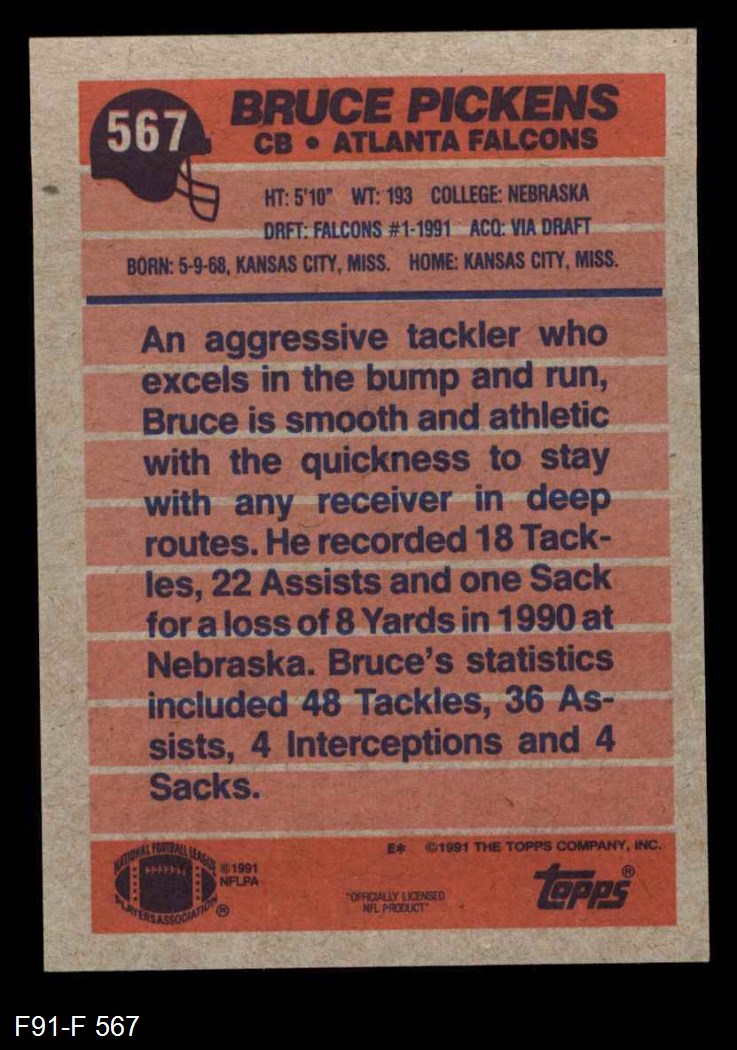 567
BRUCE PICKENS
CB • ATLANTA FALCONS
HT: 5'10" WT: 193 COLLEGE: NEBRASKA
DRFT: FALCONS #1-1991 ACQ: VIA DRAFT
BORN: 5-9-68, KANSAS CITY, MISS. HOME: KANSAS CITY, MISS.
An aggressive tackler who
excels in the bump and run,
Bruce is smooth and athletic
with the quickness to stay
with any receiver in deep
routes. He recorded 18 Tack-
les, 22 Assists and one Sack
for a loss of 8 Yards in 1990 at
Nebraska. Bruce's statistics
included 48 Tackles, 36 As-
sists, 4 Interceptions and 4
Sacks.
E* ©1991 THE TOPPS COMPANY, INC.
NATIONAL FOOTBALL LEAGUE
PLAYERS ASSOCIATION ®
©1991
NFLPA
"OFFICIALLY LICENSED
NFL PRODUCT"
topps®
F91-F 567